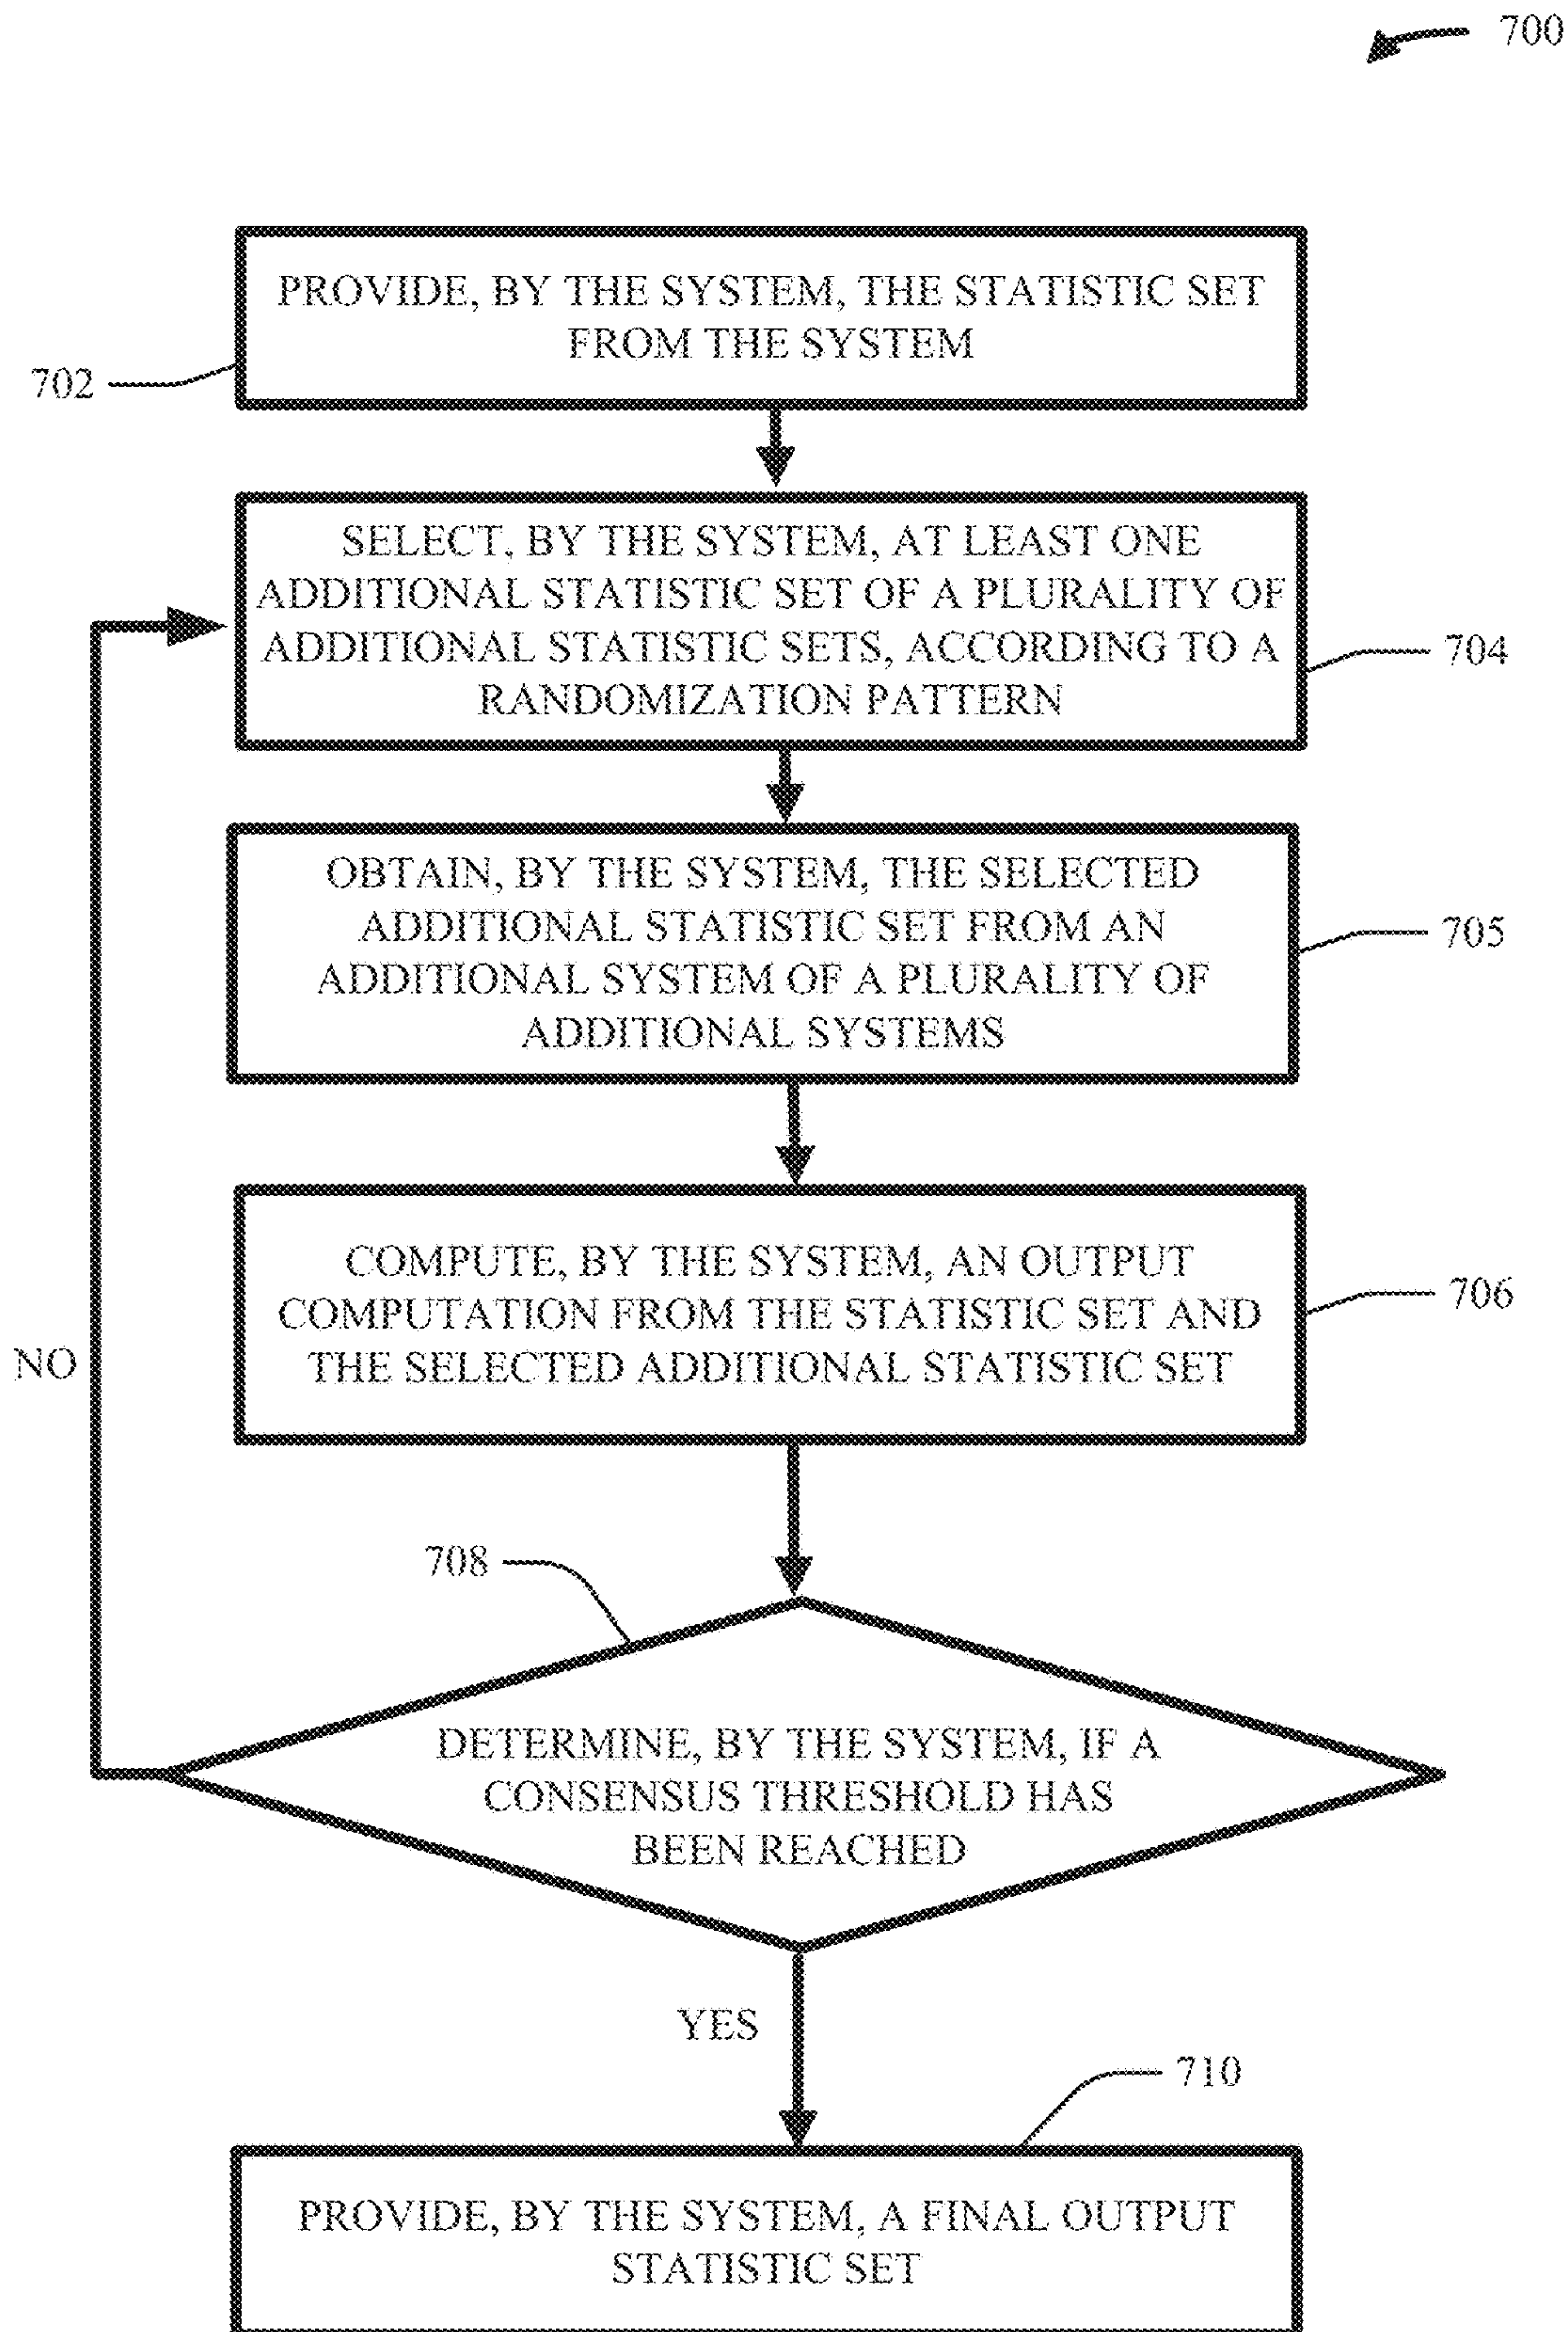 700
PROVIDE, BY THE SYSTEM, THE STATISTIC SET
FROM THE SYSTEM
702
SELECT, BY THE SYSTEM, AT LEAST ONE
ADDITIONAL STATISTIC SET OF A PLURALITY OF
ADDITIONAL STATISTIC SETS, ACCORDING TO A
RANDOMIZATION PATTERN
704
OBTAIN, BY THE SYSTEM, THE SELECTED
ADDITIONAL STATISTIC SET FROM AN
ADDITIONAL SYSTEM OF A PLURALITY OF
ADDITIONAL SYSTEMS
705
COMPUTE, BY THE SYSTEM, AN OUTPUT
COMPUTATION FROM THE STATISTIC SET AND
THE SELECTED ADDITIONAL STATISTIC SET
706
NO
708
DETERMINE, BY THE SYSTEM, IF A
CONSENSUS THRESHOLD HAS
BEEN REACHED
YES
710
PROVIDE, BY THE SYSTEM, A FINAL OUTPUT
STATISTIC SET